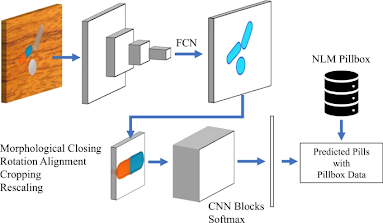 FCN
NLM Pillbox
Morphological Closing
Rotation Alignment
Cropping
Rescaling
CNN Blocks
Softmax
Predicted Pills
with
Pillbox Data